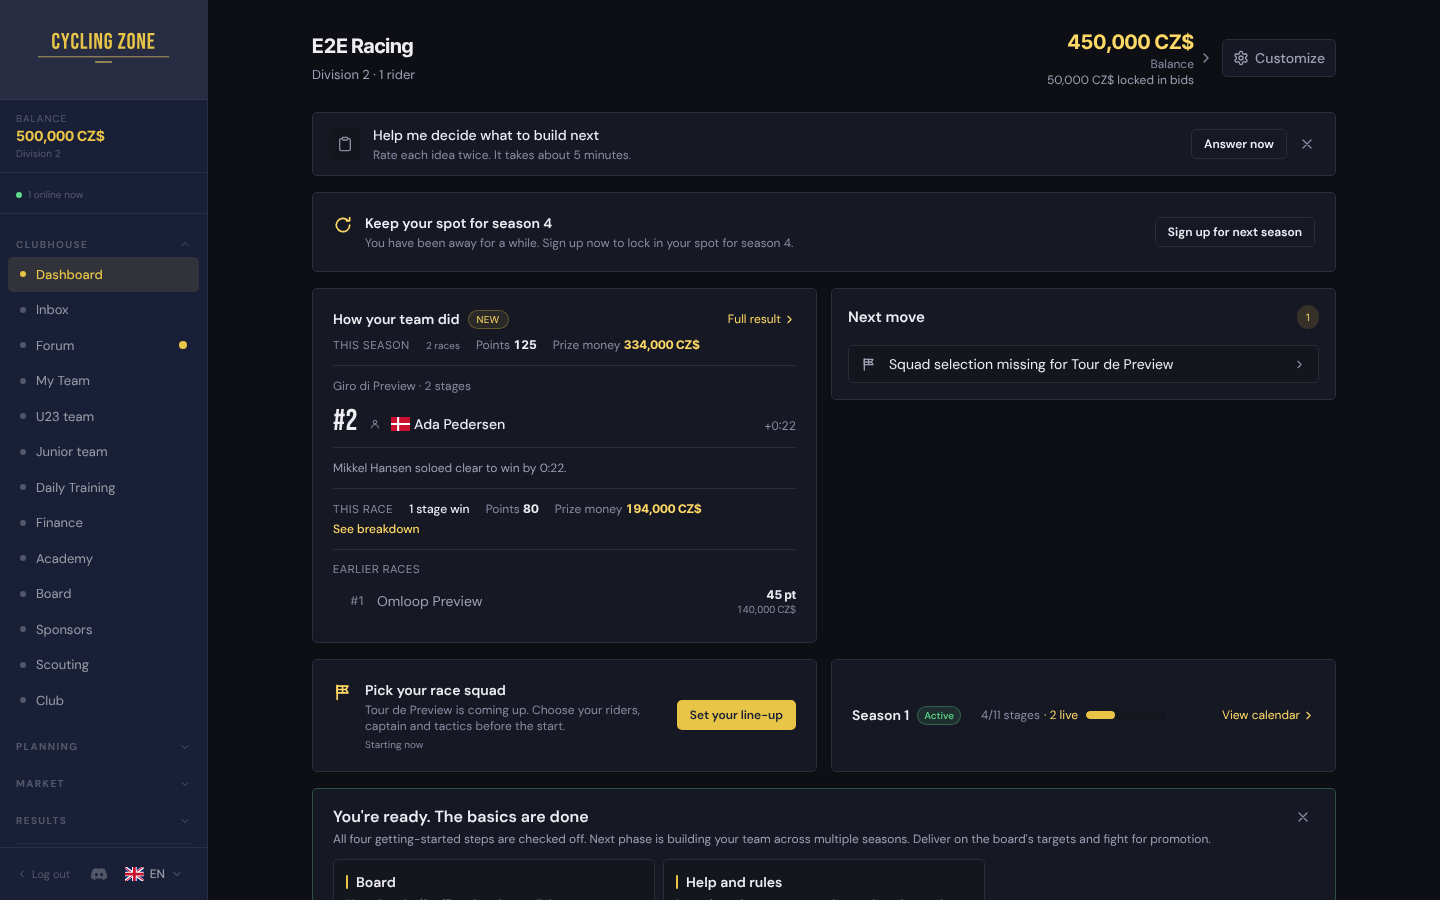 CYCLING ZONE
BALANCE
500,000 CZ$
Division 2
1 online now
CLUBHOUSE
Dashboard
Inbox
Forum
My Team
U23 team
Junior team
Daily Training
Finance
Academy
Board
Sponsors
Scouting
Club
PLANNING
MARKET
RESULTS
Log out
EN
E2E Racing
Division 2 · 1 rider
450,000 CZ$
Balance
50,000 CZ$ locked in bids
Customize
Help me decide what to build next
Rate each idea twice. It takes about 5 minutes.
Answer now
Keep your spot for season 4
You have been away for a while. Sign up now to lock in your spot for season 4.
Sign up for next season
How your team did NEW Full result
THIS SEASON 2 races Points 125 Prize money 334,000 CZ$
Giro di Preview · 2 stages
#2 Ada Pedersen +0:22
Mikkel Hansen soloed clear to win by 0:22.
THIS RACE 1 stage win Points 80 Prize money 194,000 CZ$
See breakdown
EARLIER RACES
#1 Omloop Preview 45 pt
140,000 CZ$
Next move 1
Squad selection missing for Tour de Preview
Pick your race squad
Tour de Preview is coming up. Choose your riders,
captain and tactics before the start.
Starting now
Set your line-up
Season 1 Active 4/11 stages · 2 live View calendar
You're ready. The basics are done
All four getting-started steps are checked off. Next phase is building your team across multiple seasons. Deliver on the board's targets and fight for promotion.
Board
Help and rules